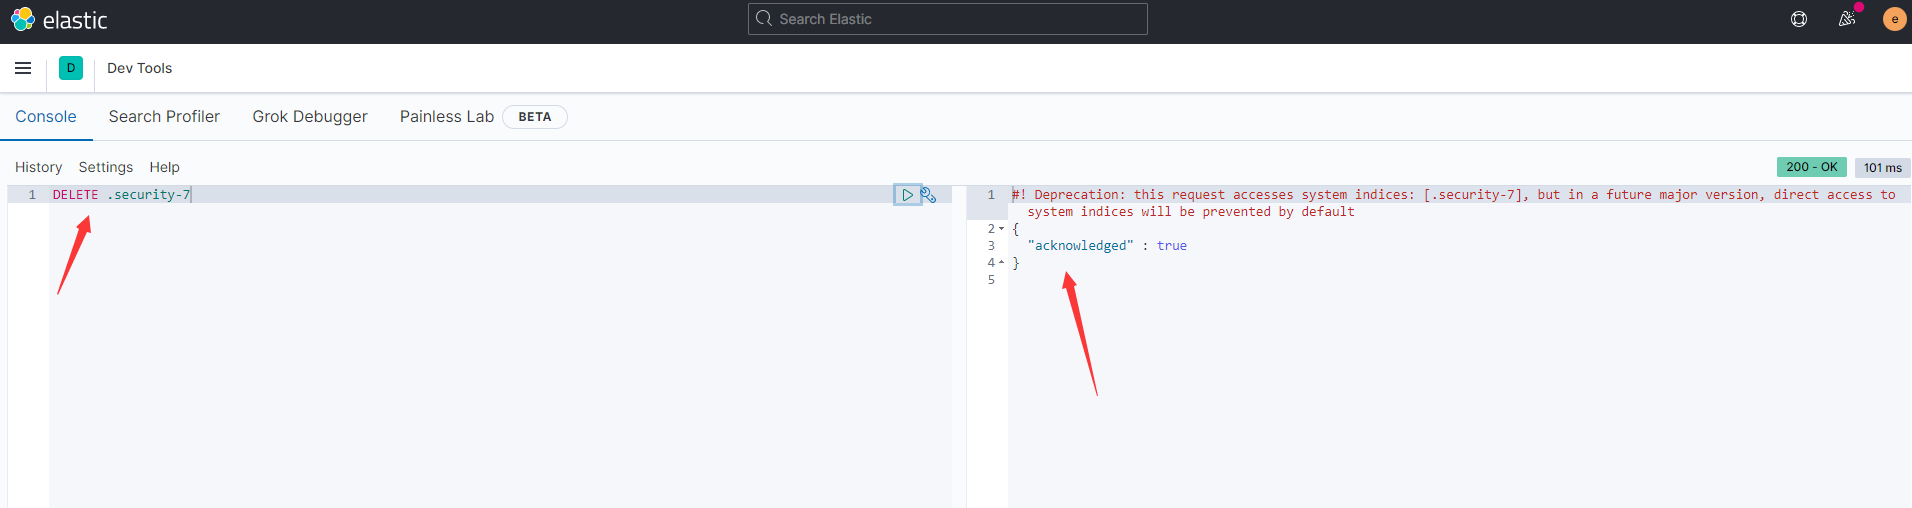 elastic
Search Elastic
e
D
Dev Tools
Console
Search Profiler
Grok Debugger
Painless Lab
BETA
History
Settings
Help
200 - OK
101 ms
1
DELETE .security-7
1
#! Deprecation: this request accesses system indices: [.security-7], but in a future major version, direct access to
system indices will be prevented by default
2
{
3
"acknowledged" : true
4
}
5